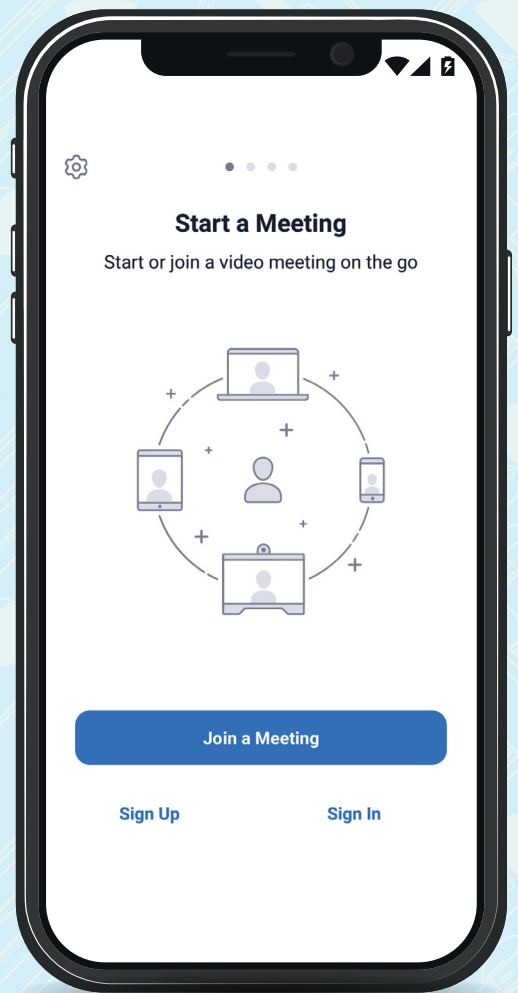 Start a Meeting
Start or join a video meeting on the go
Join a Meeting
Sign Up
Sign In